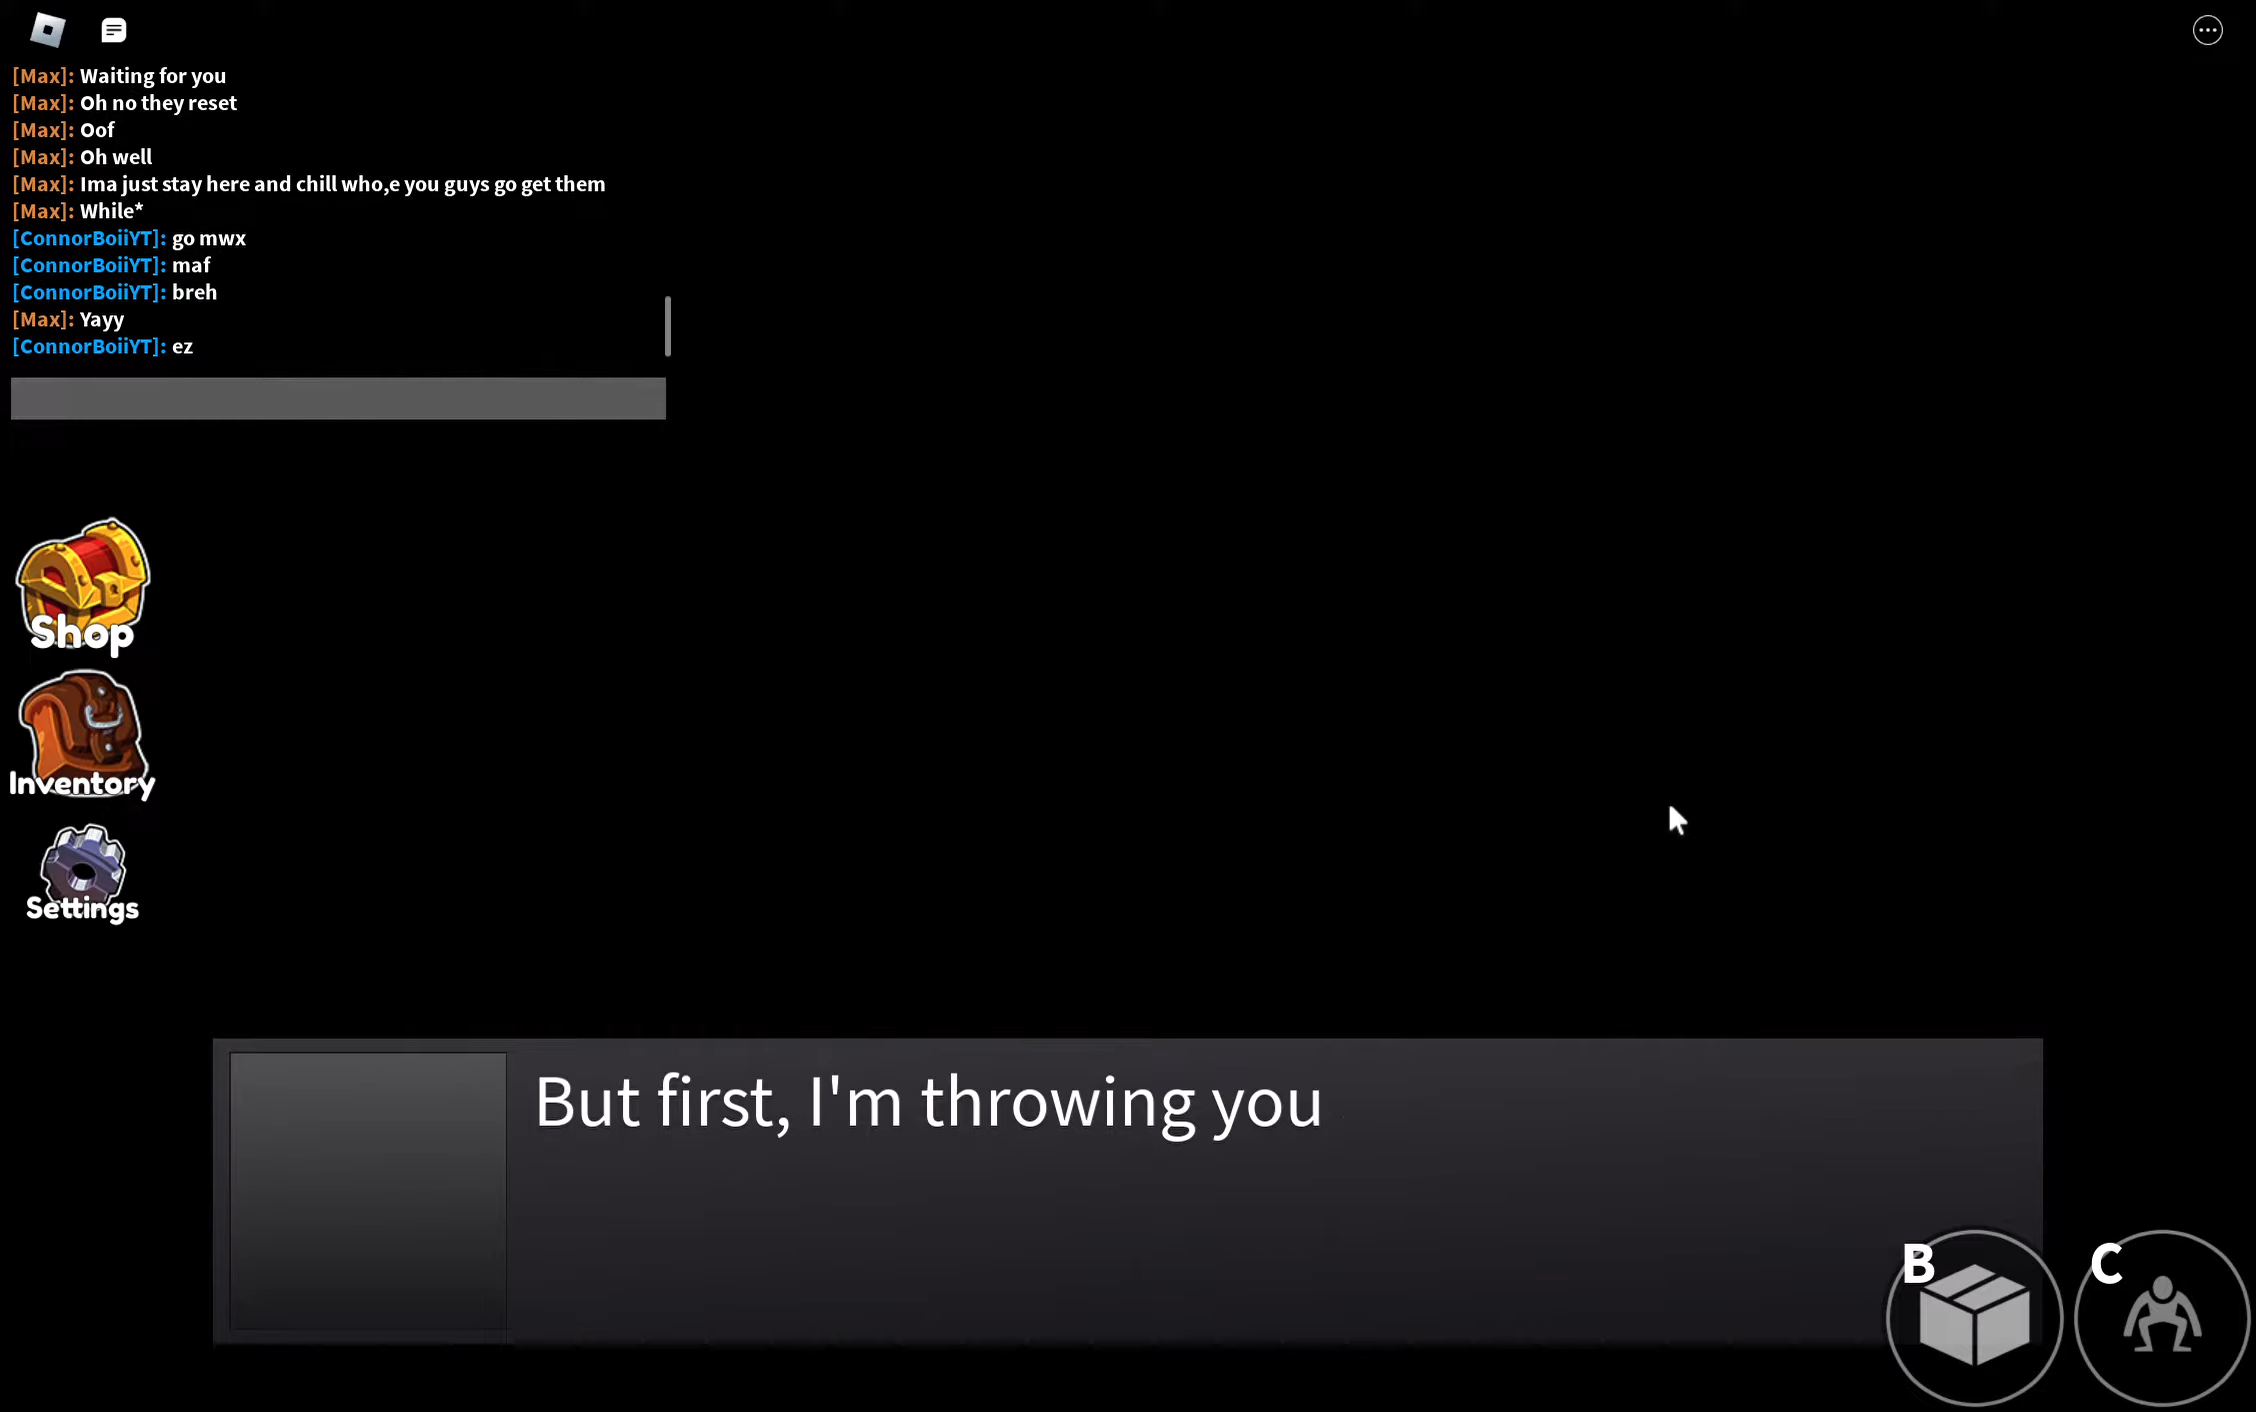 [Max]: Waiting for you
[Max]: Oh no they reset
[Max]: Oof
[Max]: Oh well
[Max]: Ima just stay here and chill who,e you guys go get them
[Max]: While*
[ConnorBoiiYT]: go mwx
[ConnorBoiiYT]: maf
[ConnorBoiiYT]: breh
[Max]: Yayy
[ConnorBoiiYT]: ez
Shop
Inventory
Settings
But first, I'm throwing you
B
C